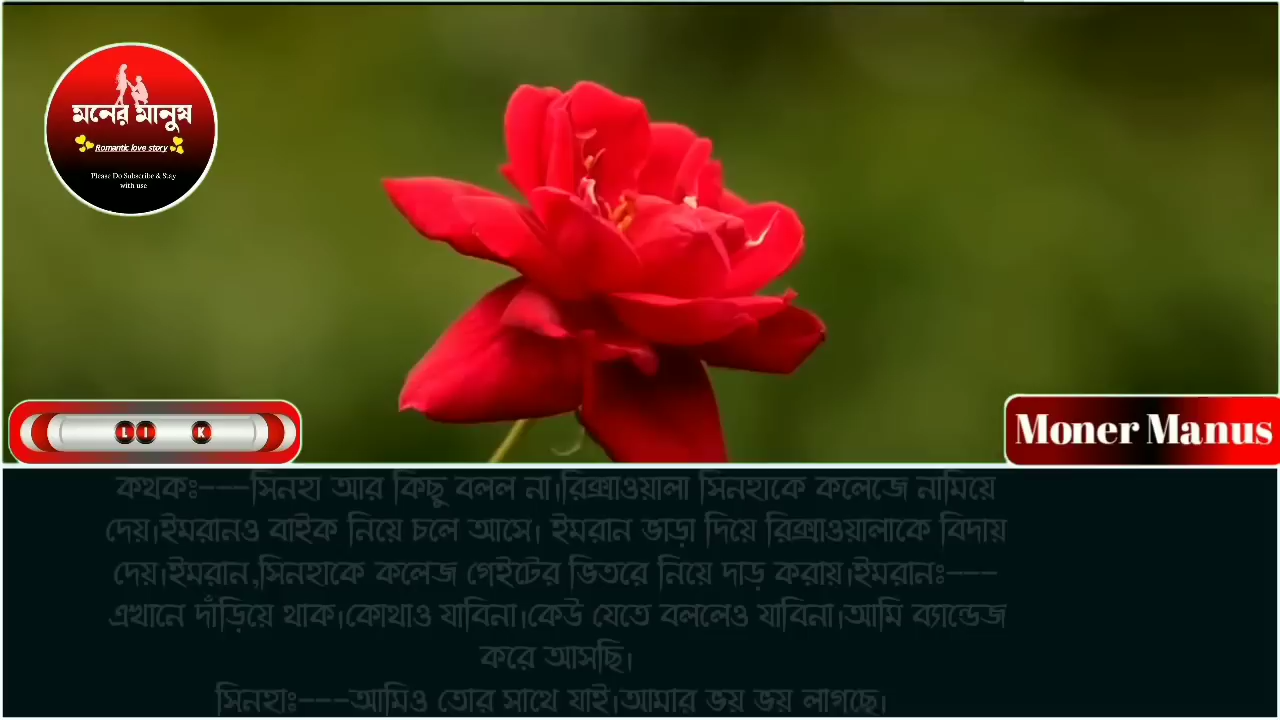 মনের মানুষ
Romantic love story
Please Do Subscribe & Stay
with use
L I K
Moner Manus
কথকঃ---সিনহা আর কিছু বলল না।রিক্সাওয়ালা সিনহাকে কলেজে নামিয়ে
দেয়।ইমরানও বাইক নিয়ে চলে আসে। ইমরান ভাড়া দিয়ে রিক্সাওয়ালাকে বিদায়
দেয়।ইমরান,সিনহাকে কলেজ গেইটের ভিতরে নিয়ে দাড় করায়।ইমরানঃ---
এখানে দাঁড়িয়ে থাক।কোথাও যাবিনা।কেউ যেতে বললেও যাবিনা।আমি ব্যান্ডেজ
করে আসছি।
সিনহাঃ---আমিও তোর সাথে যাই।আমার ভয় ভয় লাগছে।